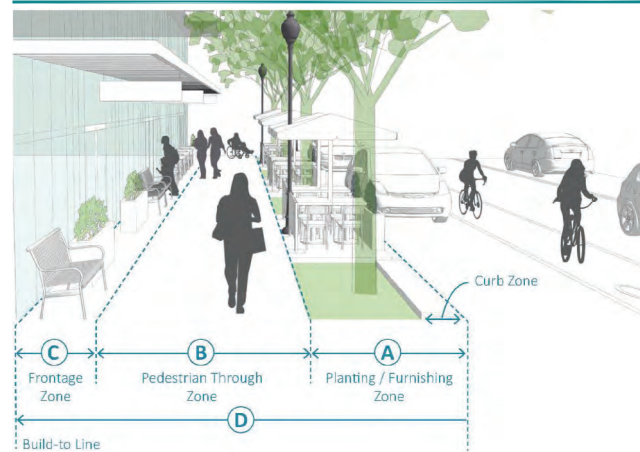 Curb Zone
C
B
A
Frontage
Zone
Pedestrian Through
Zone
Planting / Furnishing
Zone
D
Build-to Line